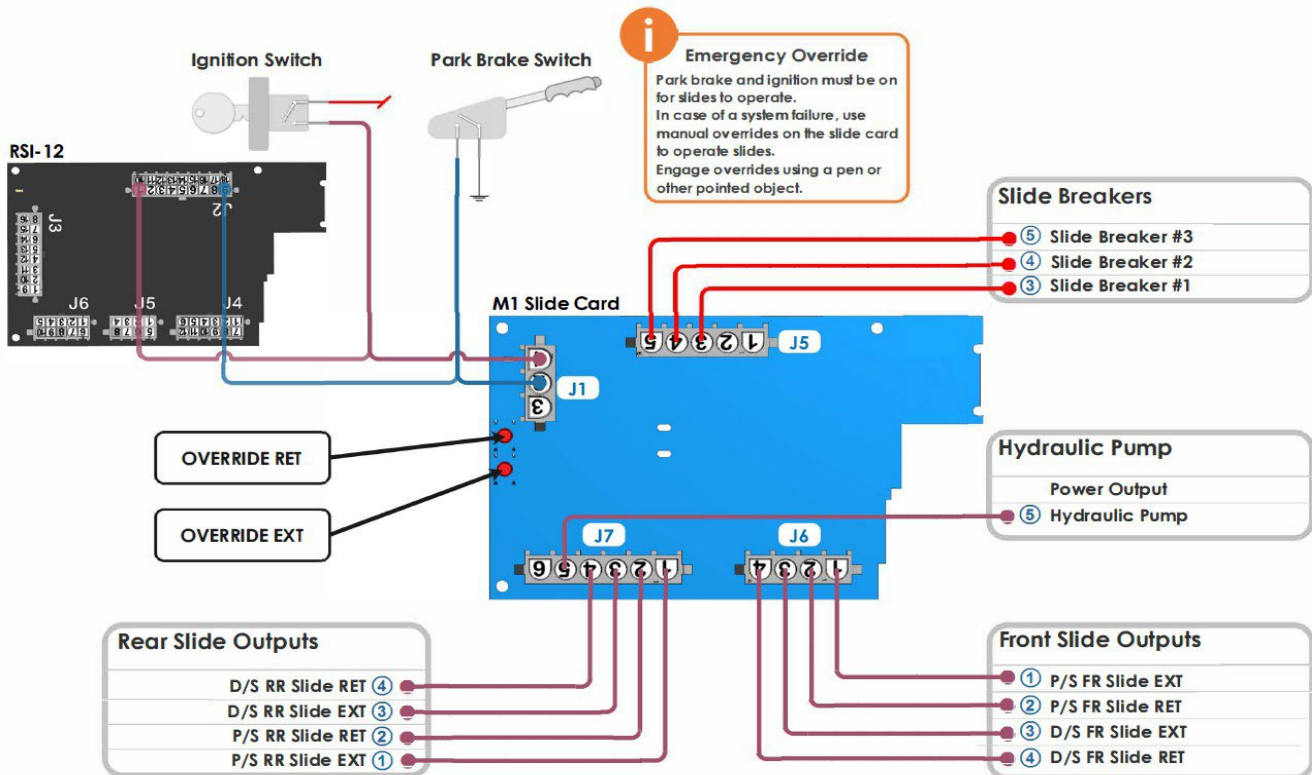 Ignition Switch
Park Brake Switch
i
Emergency Override
Park brake and ignition must be on
for slides to operate.
In case of a system failure, use
manual overrides on the slide card
to operate slides.
Engage overrides using a pen or
other pointed object.
RSI-12
J2
J3
J6
J5
J4
Slide Breakers
5 Slide Breaker #3
4 Slide Breaker #2
3 Slide Breaker #1
M1 Slide Card
5 4 3 2 1
J5
J1
3
OVERRIDE RET
OVERRIDE EXT
Hydraulic Pump
Power Output
5 Hydraulic Pump
J7
6 5 4 3 2 1
J6
4 3 2 1
Rear Slide Outputs
D/S RR Slide RET 4
D/S RR Slide EXT 3
P/S RR Slide RET 2
P/S RR Slide EXT 1
Front Slide Outputs
1 P/S FR Slide EXT
2 P/S FR Slide RET
3 D/S FR Slide EXT
4 D/S FR Slide RET